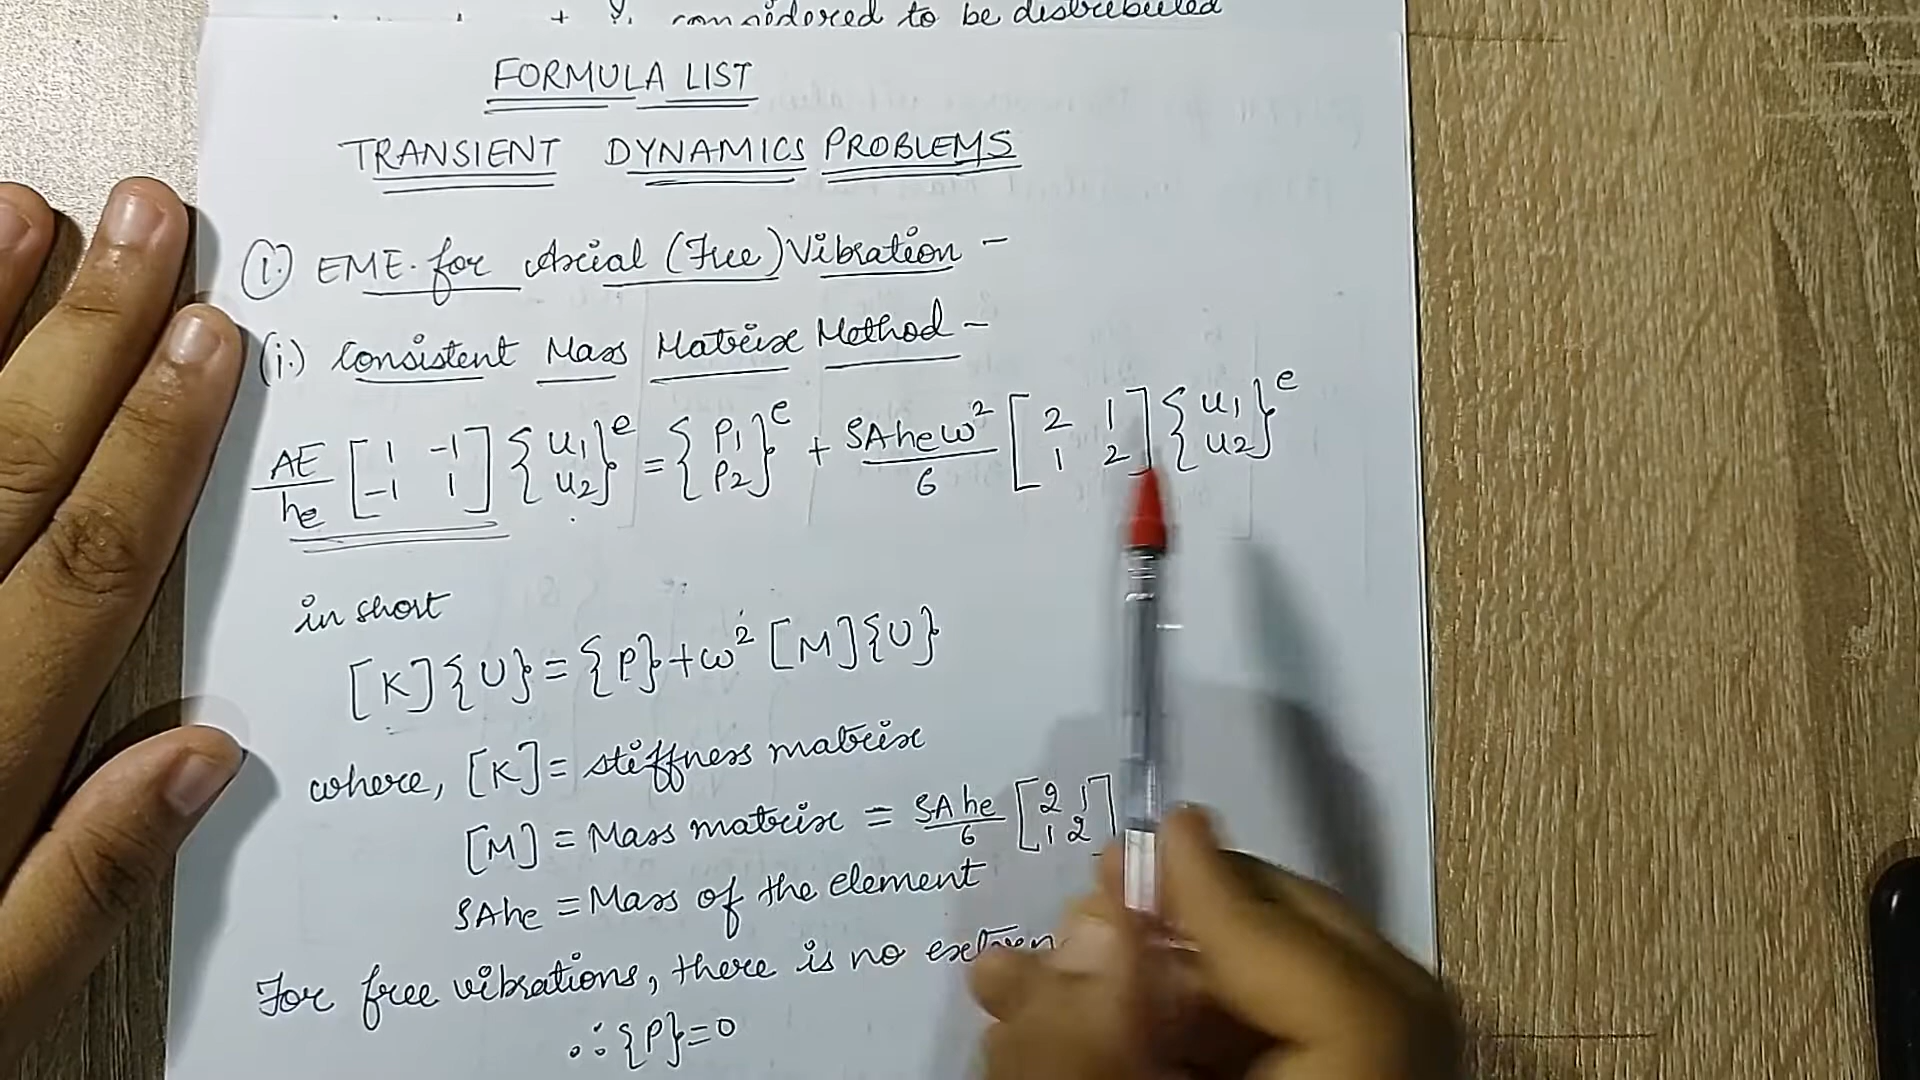 considered to be distributed
FORMULA LIST
TRANSIENT DYNAMICS PROBLEMS
①. EME. for Axial (Free) Vibration -
(i.) Consistent Mass Matrix Method -
AE/he [1 -1; -1 1] {u1; u2}^e = {P1; P2}^e + ρAheω²/6 [2 1; 1 2] {u1; u2}^e
in short
[K]{U} = {P} + ω² [M]{U}
where, [K] = stiffness matrix
[M] = Mass matrix = ρAhe/6 [2 1; 1 2]
ρAhe = Mass of the element
For free vibrations, there is no
∴ {P} = 0